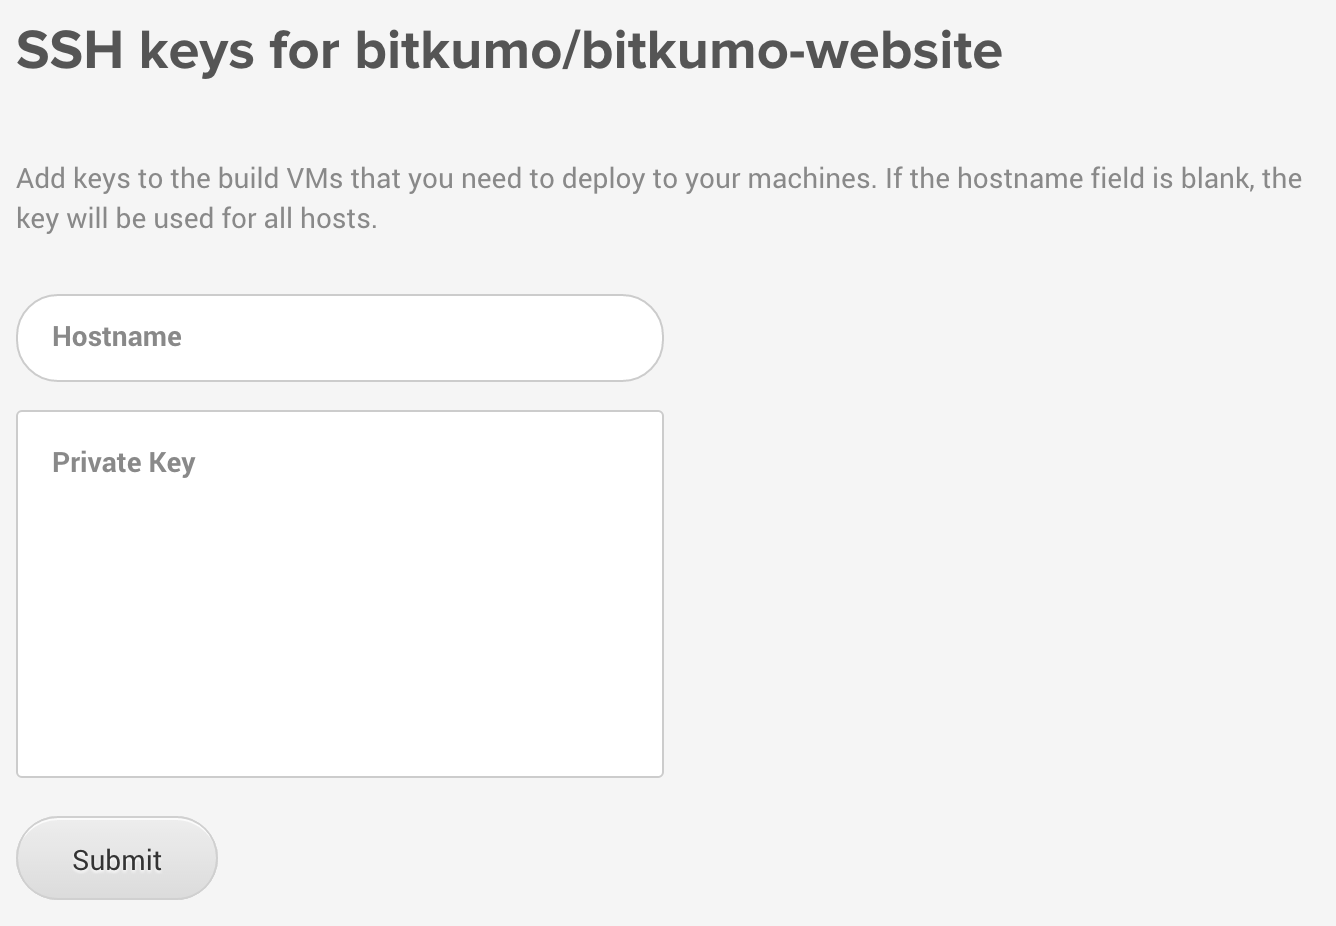 SSH keys for bitkumo/bitkumo-website
Add keys to the build VMs that you need to deploy to your machines. If the hostname field is blank, the
key will be used for all hosts.
Hostname
Private Key
Submit